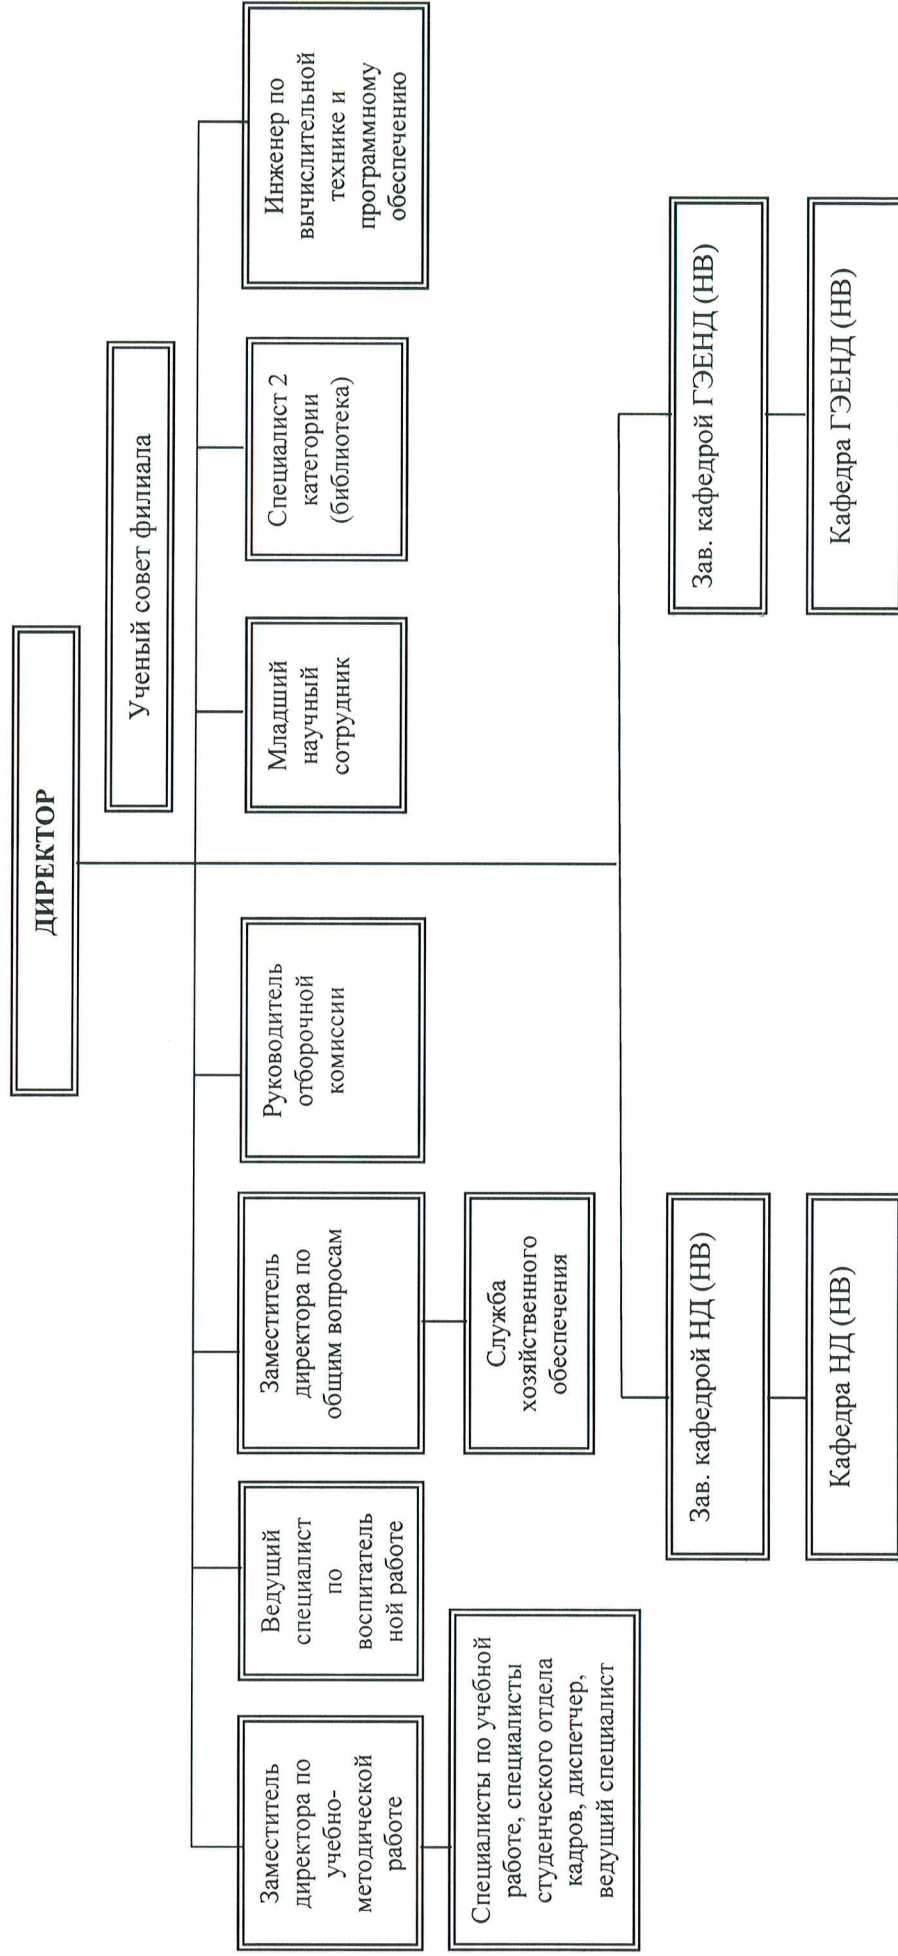 ДИРЕКТОР
Ученый совет филиала
Заместитель
директора по
учебно-
методической
работе
Ведущий
специалист
по
воспитатель
ной работе
Заместитель
директора по
общим вопросам
Руководитель
отборочной
комиссии
Младший
научный
сотрудник
Специалист 2
категории
(библиотека)
Инженер по
вычислительной
технике и
программному
обеспечению
Специалисты по учебной
работе, специалисты
студенческого отдела
кадров, диспетчер,
ведущий специалист
Служба
хозяйственного
обеспечения
Зав. кафедрой НД (НВ)
Зав. кафедрой ГЭЕНД (НВ)
Кафедра НД (НВ)
Кафедра ГЭЕНД (НВ)